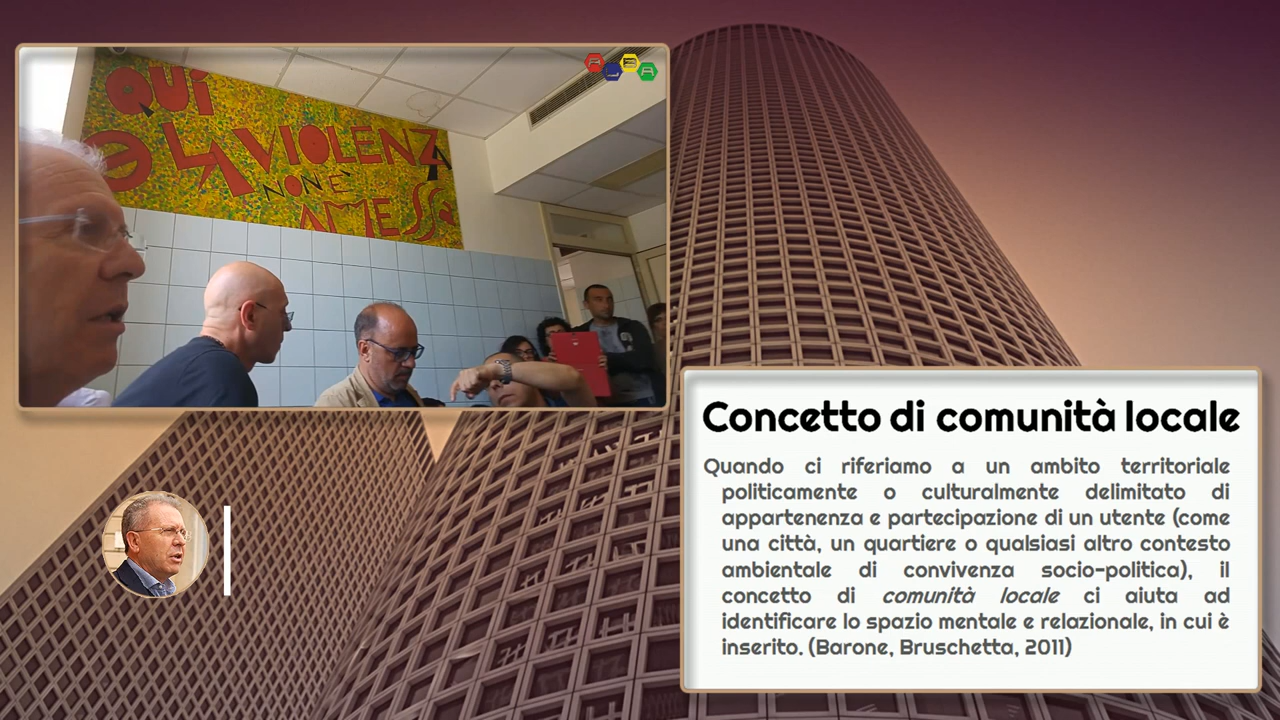 QUI
LA VIOLENZA
NON È
AMESSA
Concetto di comunità locale
Quando ci riferiamo a un ambito territoriale
politicamente o culturalmente delimitato di
appartenenza e partecipazione di un utente (come
una città, un quartiere o qualsiasi altro contesto
ambientale di convivenza socio-politica), il
concetto di comunità locale ci aiuta ad
identificare lo spazio mentale e relazionale, in cui è
inserito. (Barone, Bruschetta, 2011)